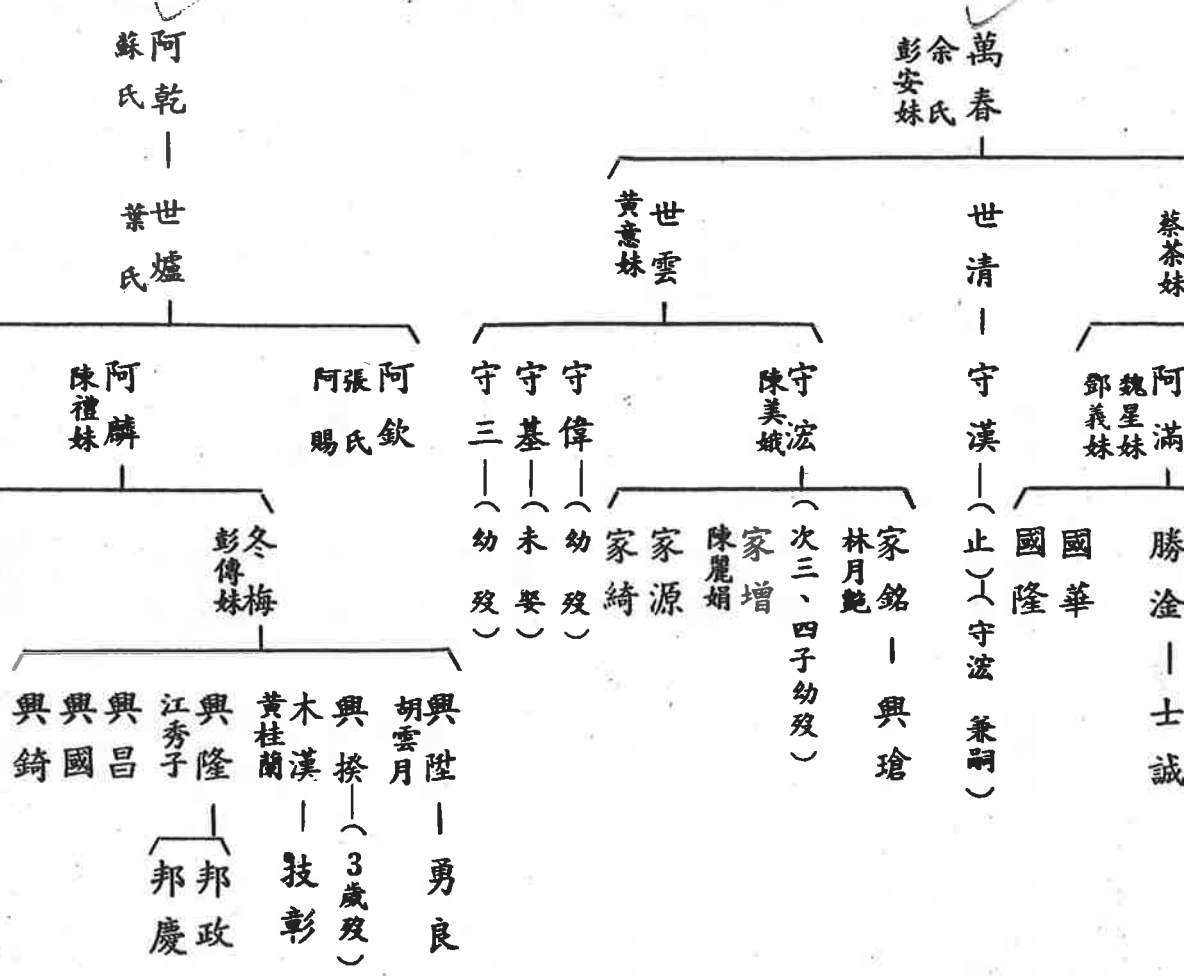 萬春
余氏
彭安妹
阿乾
蘇氏
蔡茶妹
世清
世雲
黃意妹
世爐
葉氏
阿滿
魏星妹
鄧義妹
守漢
守浤
陳美娥
守偉
守基
守三
阿欽
張氏
阿賜
阿麟
陳禮妹
勝淦
國華
國隆
(止)
(守浤 兼嗣)
家銘
林月艷
(次三、四子幼歿)
家增
陳麗娟
家源
家綺
(幼歿)
(未娶)
(幼歿)
冬梅
彭傳妹
士誠
興瑲
興陞
胡雲月
興揆
木漢
黃桂蘭
興隆
江秀子
興昌
興國
興錡
勇良
(3歲歿)
技彰
邦政
邦慶